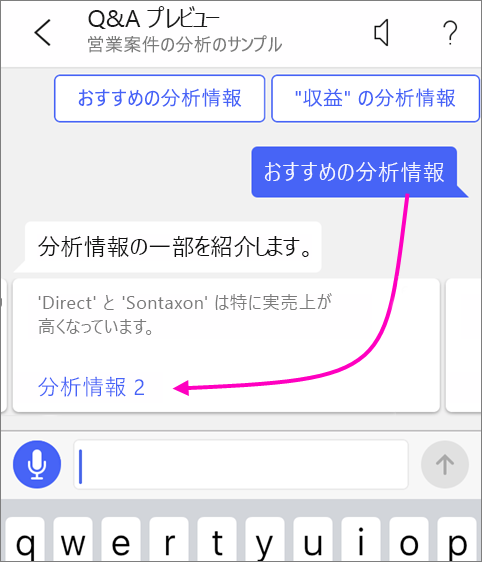 Q&A プレビュー
営業案件の分析のサンプル
?
おすすめの分析情報
"収益" の分析情報
おすすめの分析情報
分析情報の一部を紹介します。
'Direct' と 'Sontaxon' は特に実売上が
高くなっています。
分析情報 2
q w e r t y u i o p